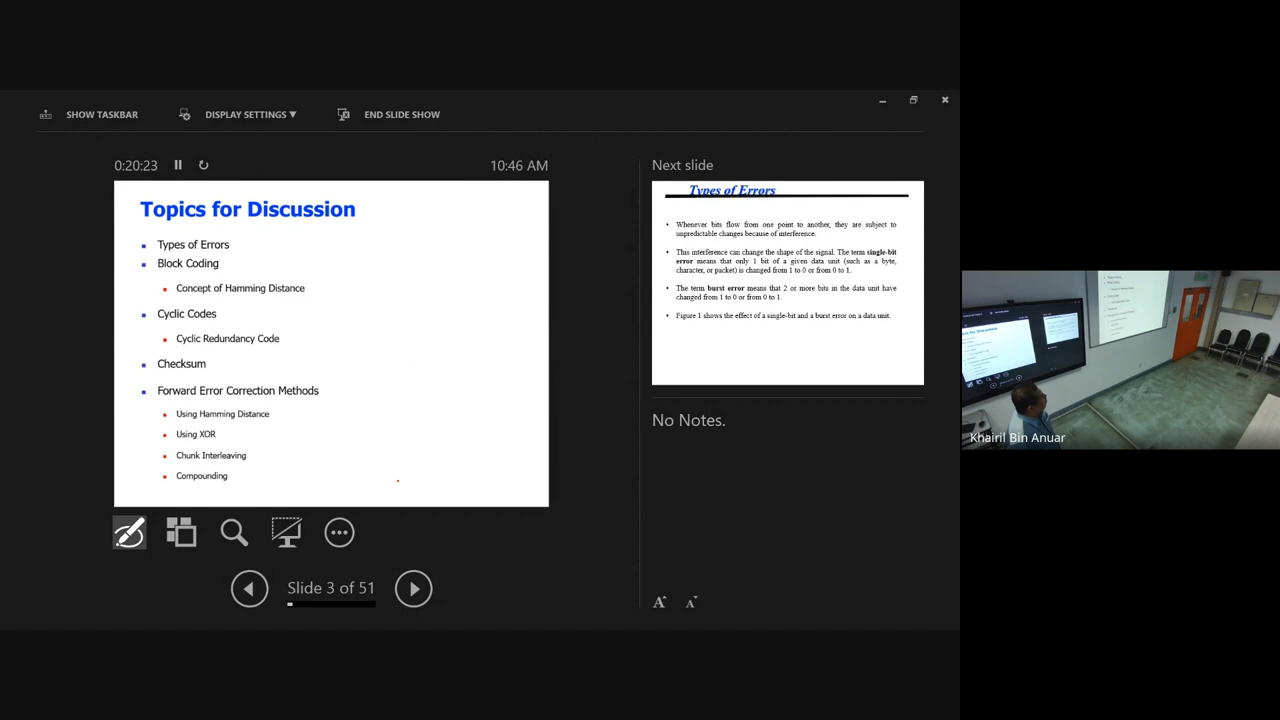 SHOW TASKBAR
DISPLAY SETTINGS ▼
END SLIDE SHOW
0:20:23
10:46 AM
Topics for Discussion
Types of Errors
Block Coding
Concept of Hamming Distance
Cyclic Codes
Cyclic Redundancy Code
Checksum
Forward Error Correction Methods
Using Hamming Distance
Using XOR
Chunk Interleaving
Compounding
Slide 3 of 51
Next slide
Types of Errors
• Whenever bits flow from one point to another, they are subject to
unpredictable changes because of interference.
• This interference can change the shape of the signal. The term single-bit
error means that only 1 bit of a given data unit (such as a byte,
character, or packet) is changed from 1 to 0 or from 0 to 1.
• The term burst error means that 2 or more bits in the data unit have
changed from 1 to 0 or from 0 to 1.
• Figure 1 shows the effect of a single-bit and a burst error on a data unit.
No Notes.
A A
Khairil Bin Anuar